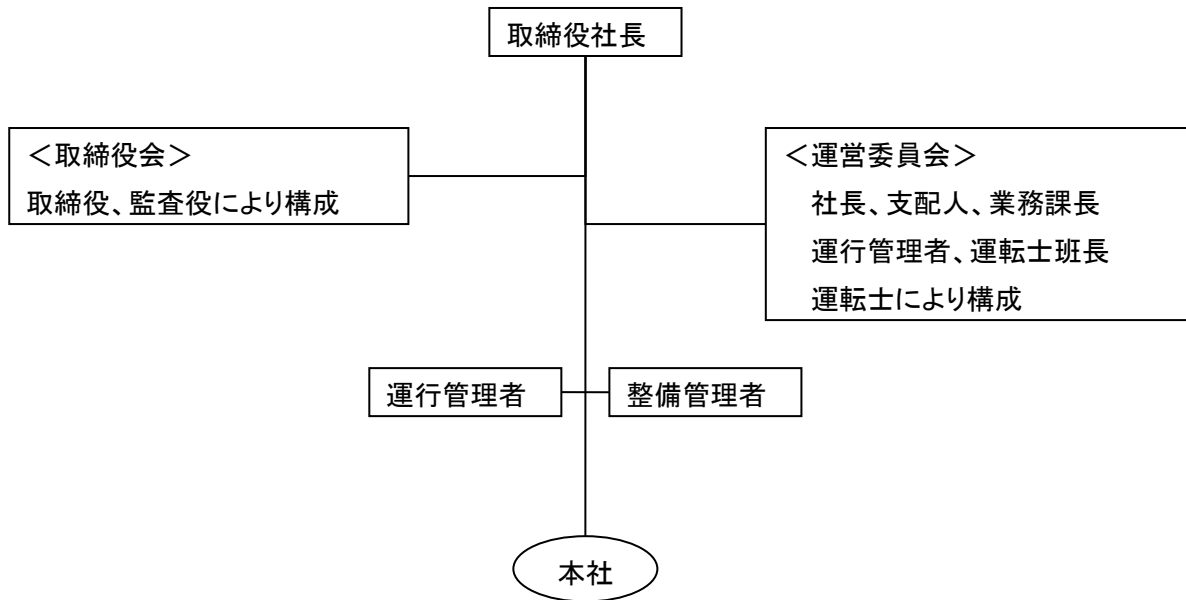 取締役社長
＜取締役会＞
取締役、監査役により構成
＜運営委員会＞
社長、支配人、業務課長
運行管理者、運転士班長
運転士により構成
運行管理者
整備管理者
本社